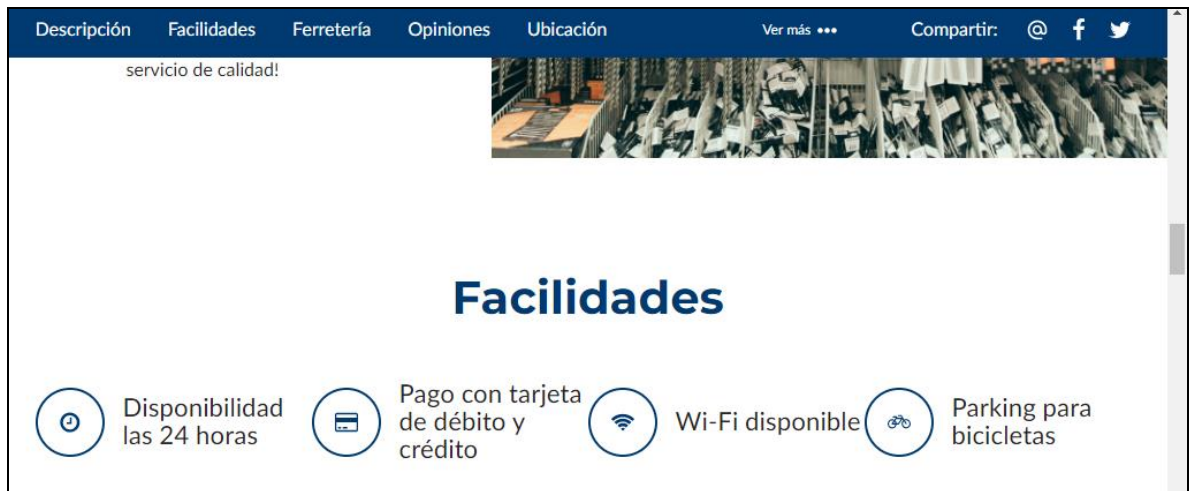 Descripción Facilidades Ferretería Opiniones Ubicación Ver más ••• Compartir: @ f
servicio de calidad!
Facilidades
Disponibilidad
las 24 horas
Pago con tarjeta
de débito y
crédito
Wi-Fi disponible
Parking para
bicicletas